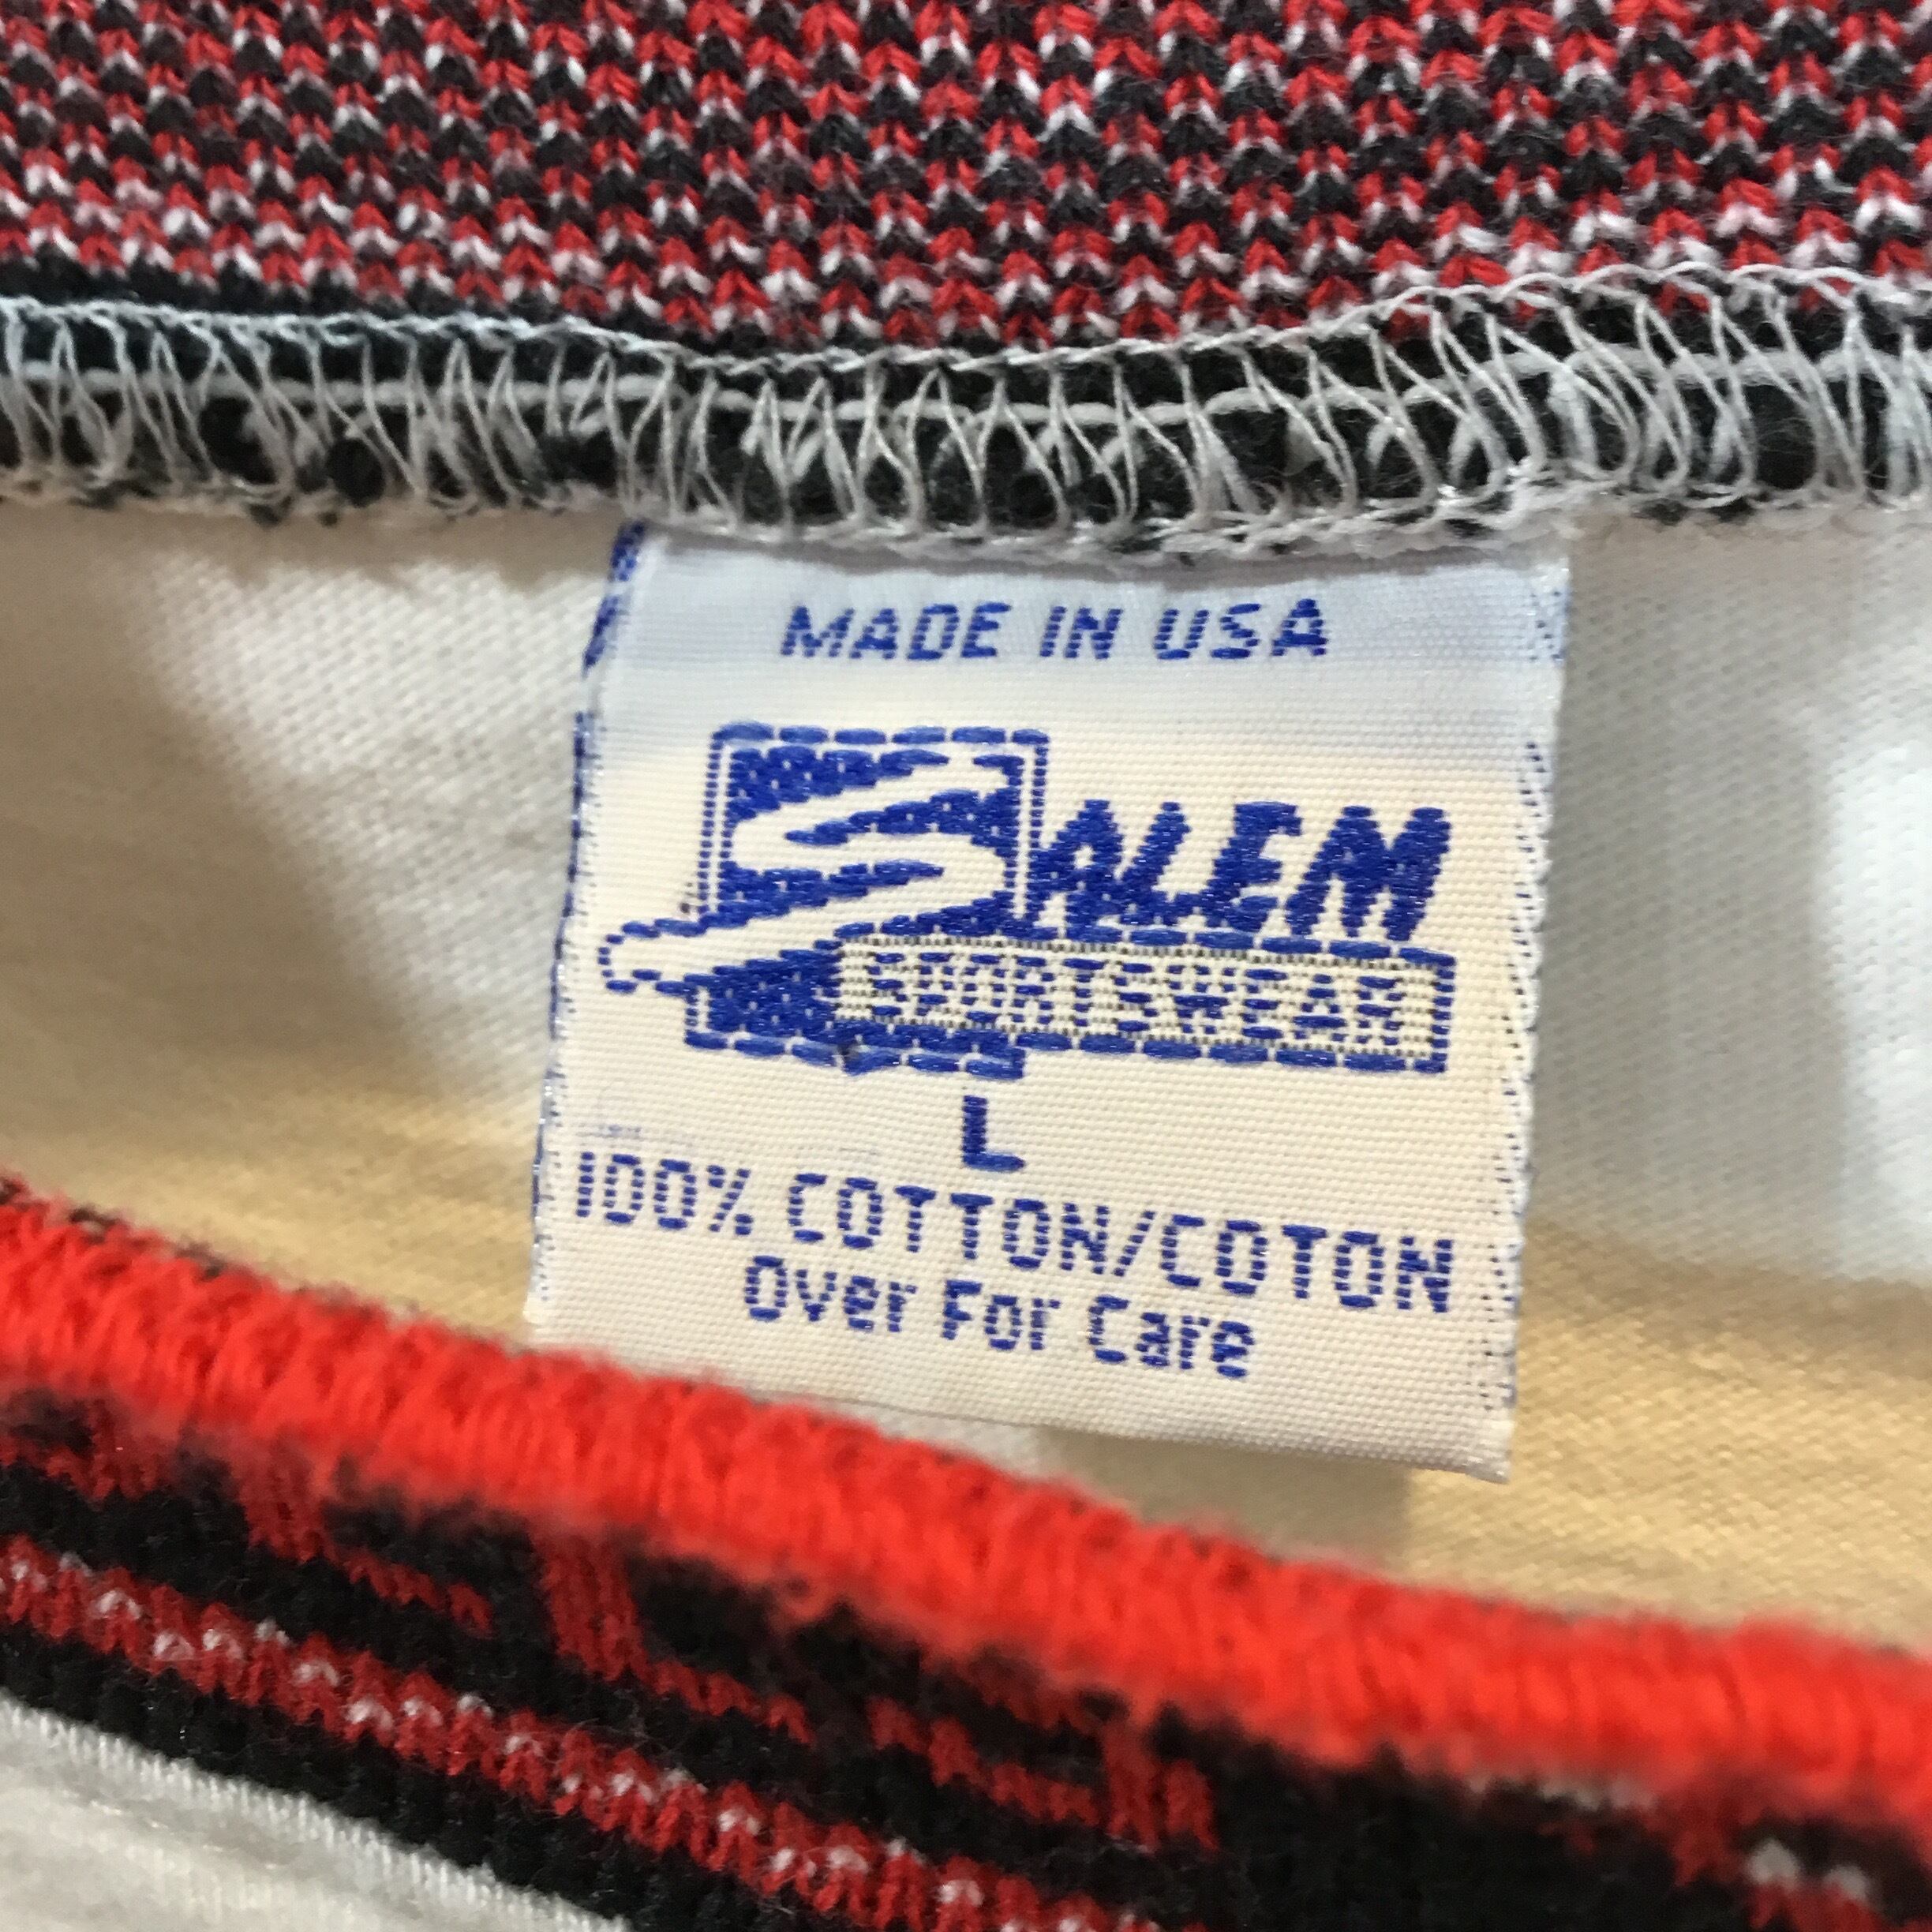 MADE IN USA
SALEM
SPORTSWEAR
L
100% COTTON/COTON
Over For Care